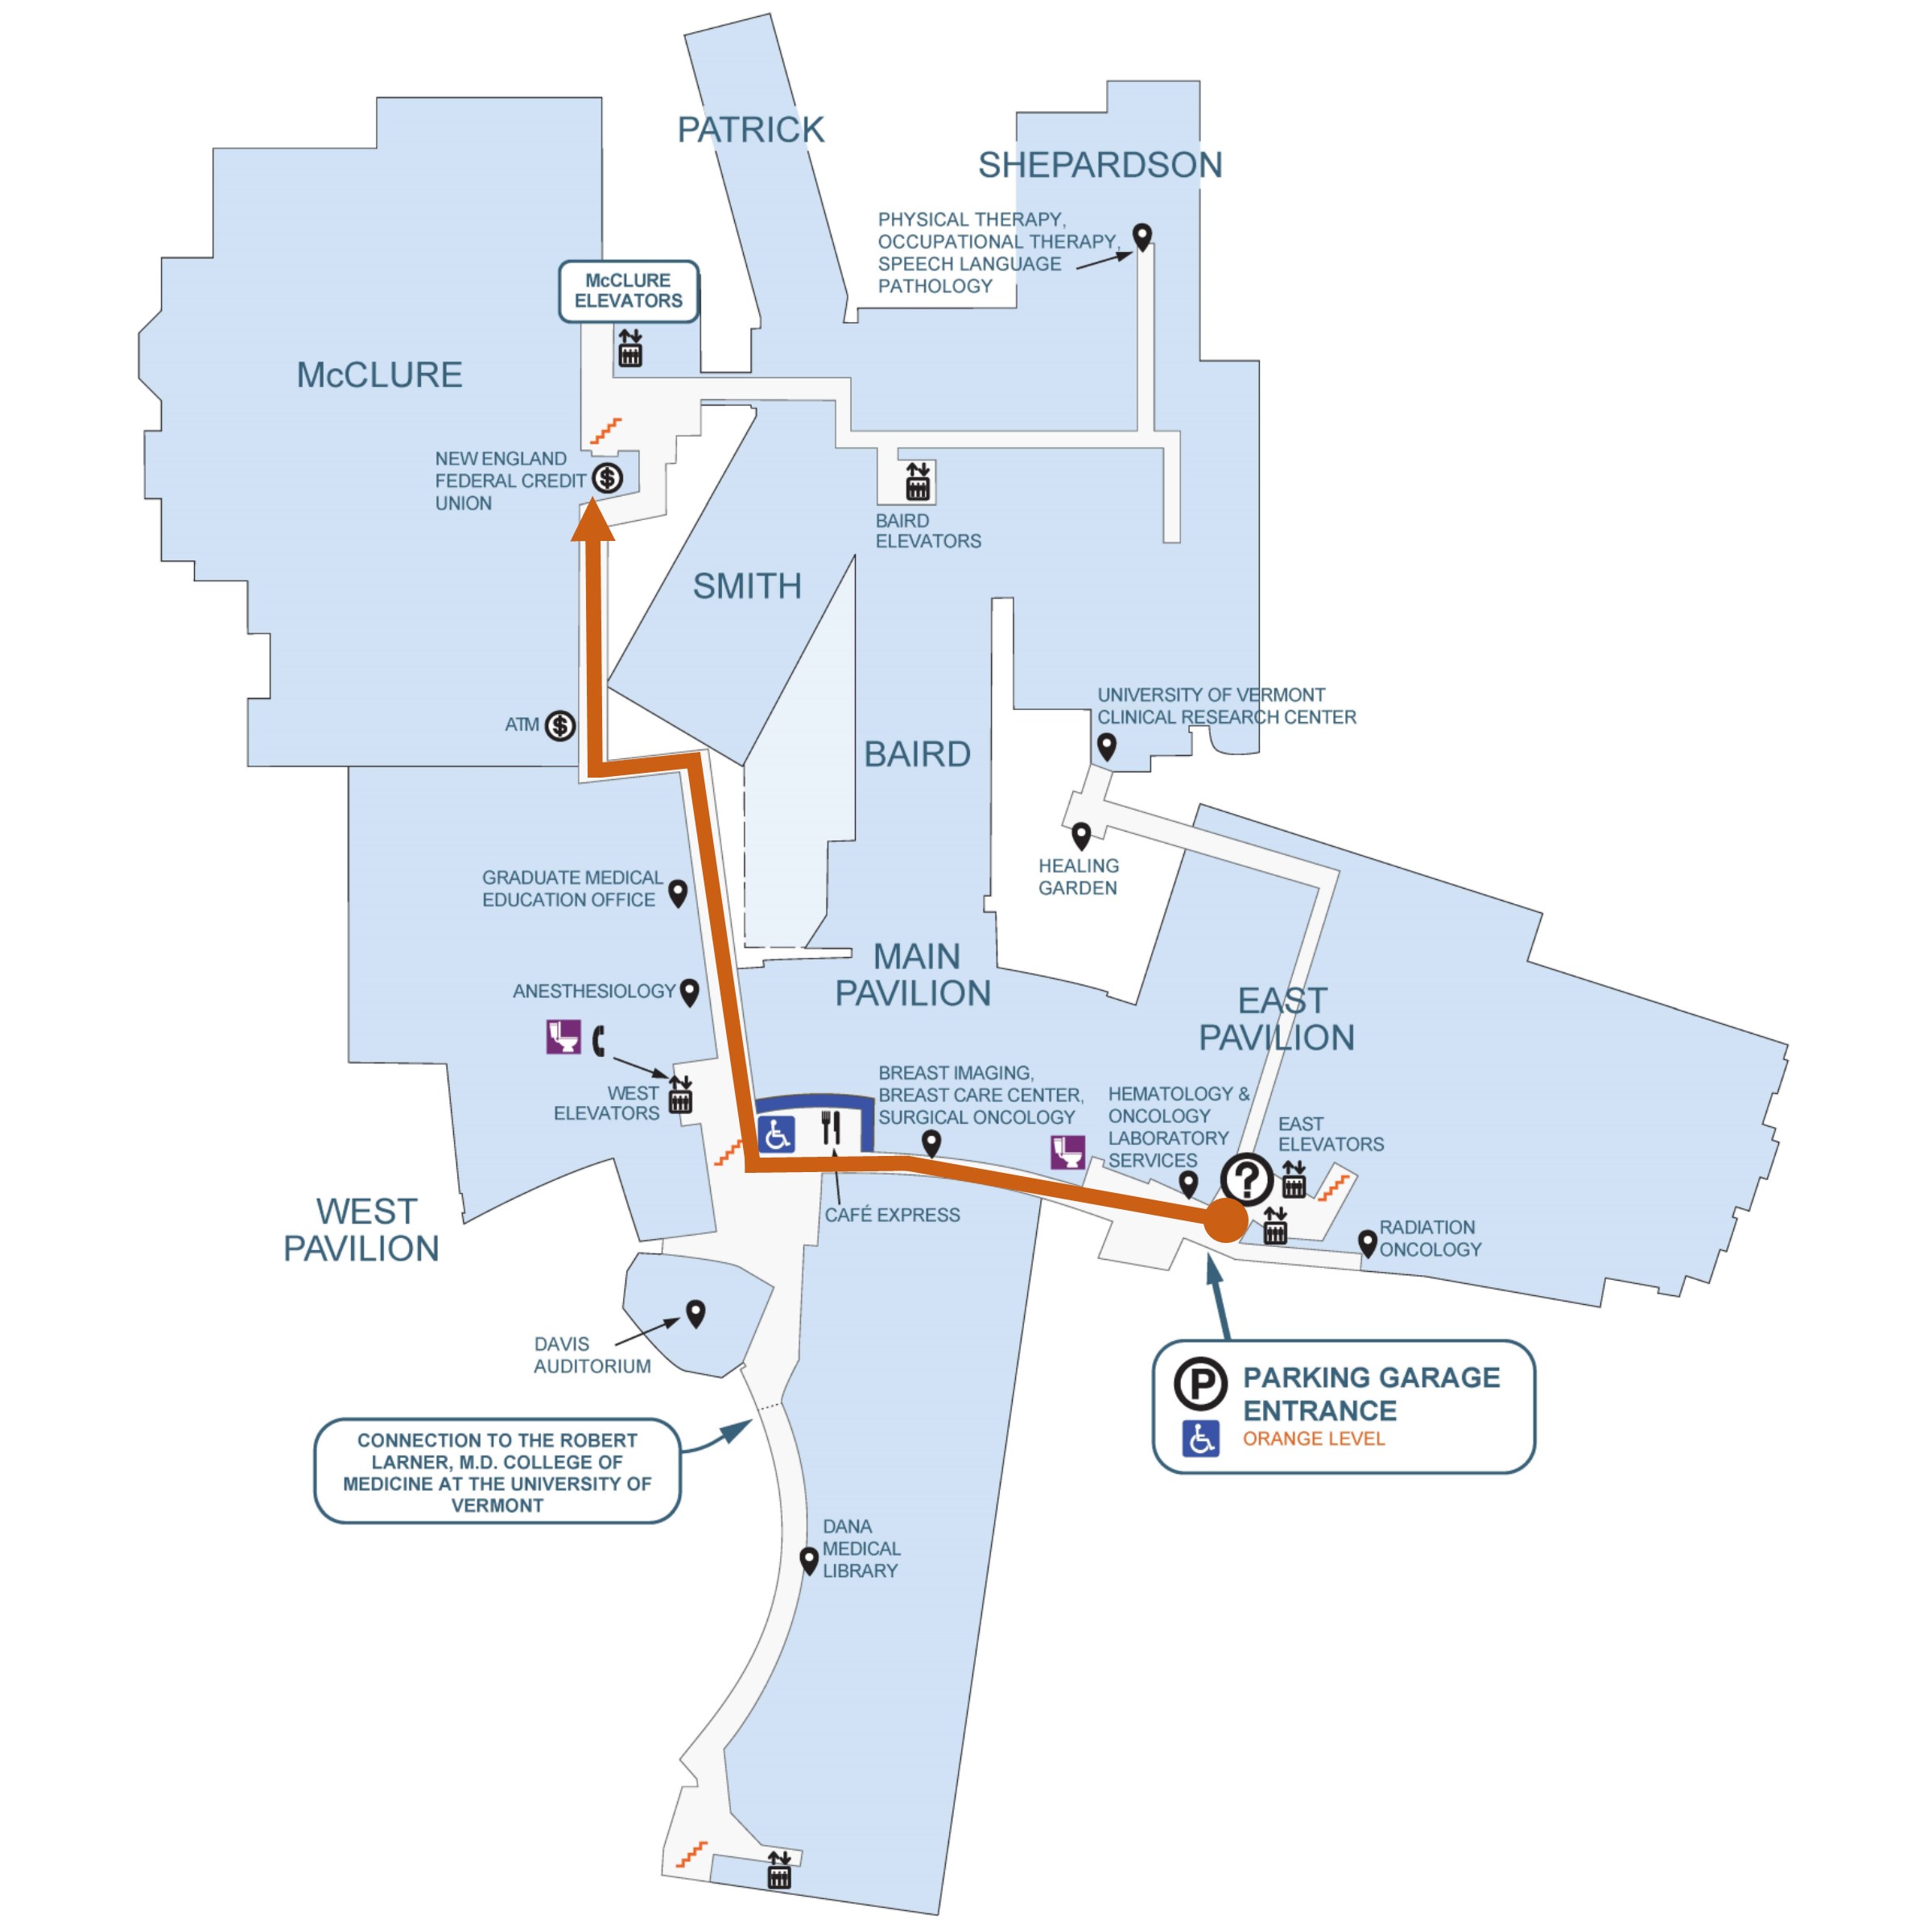 PATRICK
SHEPARDSON
PHYSICAL THERAPY,
OCCUPATIONAL THERAPY,
SPEECH LANGUAGE
PATHOLOGY
McCLURE
ELEVATORS
McCLURE
NEW ENGLAND
FEDERAL CREDIT
UNION
$
BAIRD
ELEVATORS
SMITH
UNIVERSITY OF VERMONT
CLINICAL RESEARCH CENTER
ATM $
BAIRD
HEALING
GARDEN
GRADUATE MEDICAL
EDUCATION OFFICE
MAIN
PAVILION
ANESTHESIOLOGY
EAST
PAVILION
WEST
ELEVATORS
BREAST IMAGING,
BREAST CARE CENTER,
SURGICAL ONCOLOGY
HEMATOLOGY &
ONCOLOGY
LABORATORY
SERVICES
EAST
ELEVATORS
?
CAFÉ EXPRESS
WEST
PAVILION
RADIATION
ONCOLOGY
DAVIS
AUDITORIUM
P
PARKING GARAGE
ENTRANCE
ORANGE LEVEL
CONNECTION TO THE ROBERT
LARNER, M.D. COLLEGE OF
MEDICINE AT THE UNIVERSITY OF
VERMONT
DANA
MEDICAL
LIBRARY